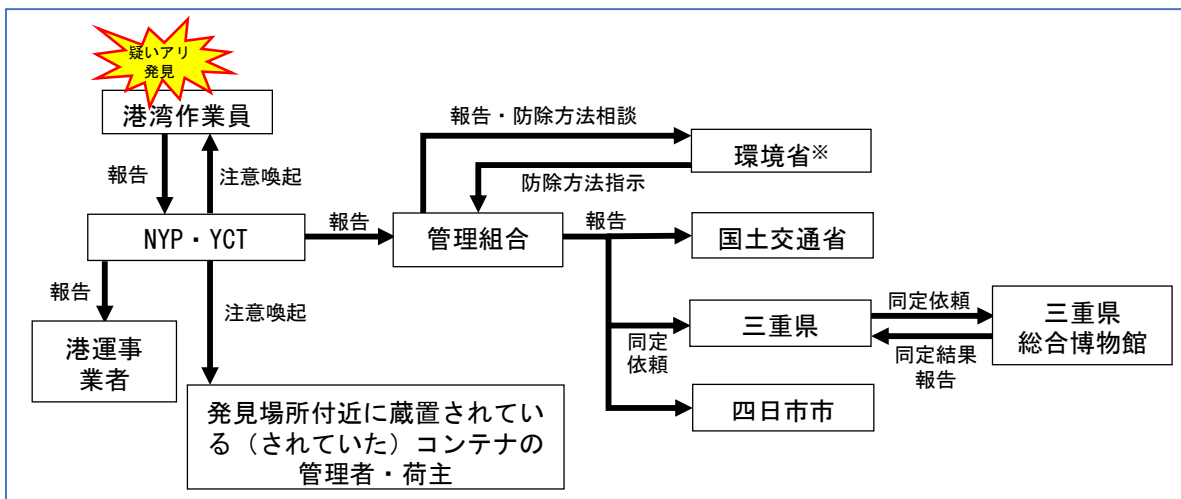 疑いアリ
発見
港湾作業員
報告・防除方法相談
環境省※
報告
注意喚起
防除方法指示
NYP・YCT
報告
管理組合
報告
国土交通省
報告
注意喚起
港運事
業者
三重県
同定
依頼
同定依頼
同定結果
報告
三重県
総合博物館
発見場所付近に蔵置されてい
る（されていた）コンテナの
管理者・荷主
四日市市